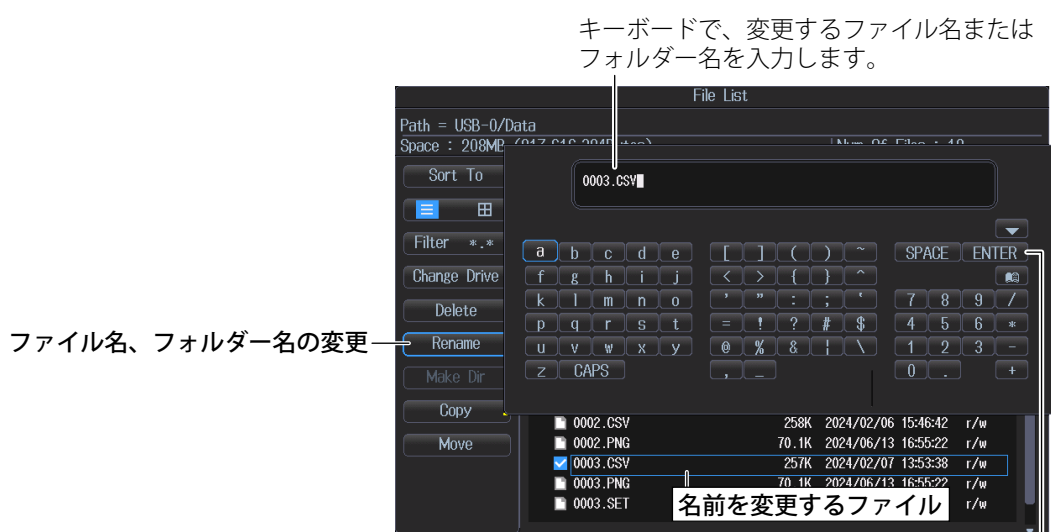 キーボードで、変更するファイル名または
フォルダー名を入力します。
File List
Path = USB-0/Data
Space : 208MB
Sort To
0003.CSV
Filter *.*
a b c d e [ ] ( ) ~ SPACE ENTER
Change Drive
f g h i j < > { } ^
k l m n o ' " : ; ` 7 8 9 /
Delete
p q r s t = ! ? # $ 4 5 6 *
ファイル名、フォルダー名の変更
Rename
u v w x y @ % & ¦ \ 1 2 3 -
Make Dir
z CAPS , _ 0 . +
Copy
0002.CSV 258K 2024/02/06 15:46:42 r/w
Move
0002.PNG 70.1K 2024/06/13 16:55:22 r/w
0003.CSV 257K 2024/02/07 13:53:38 r/w
0003.PNG 70.1K 2024/06/13 16:55:22 r/w
0003.SET r/w
名前を変更するファイル